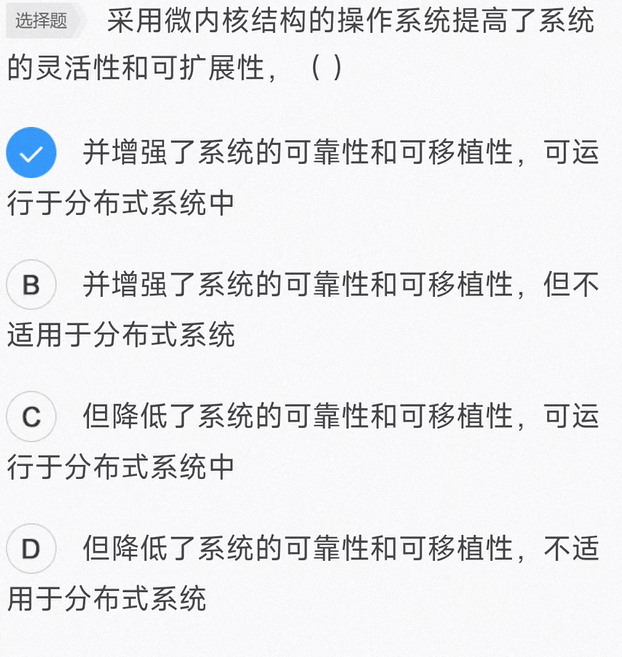 选择题 采用微内核结构的操作系统提高了系统
的灵活性和可扩展性，（ ）
并增强了系统的可靠性和可移植性，可运
行于分布式系统中
B 并增强了系统的可靠性和可移植性，但不
适用于分布式系统
C 但降低了系统的可靠性和可移植性，可运
行于分布式系统中
D 但降低了系统的可靠性和可移植性，不适
用于分布式系统